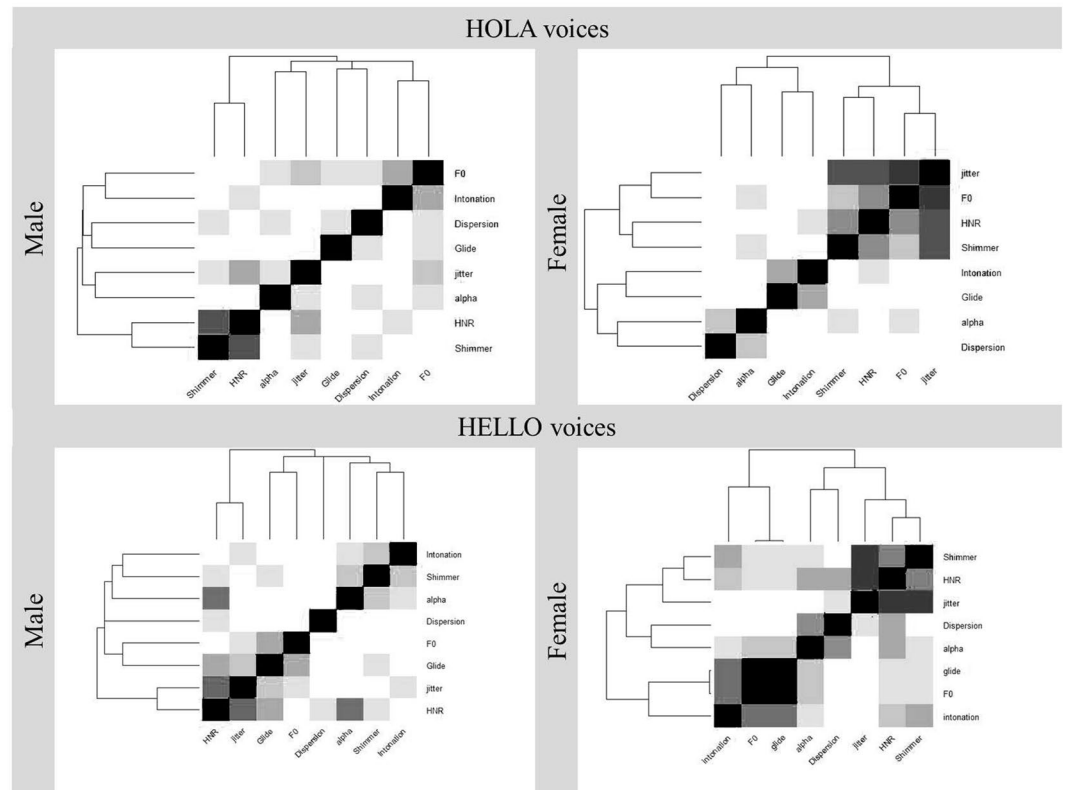 HOLA voices
Male
F0
Intonation
Dispersion
Glide
jitter
alpha
HNR
Shimmer
Shimmer HNR alpha jitter Glide Dispersion Intonation F0
Female
jitter
F0
HNR
Shimmer
Intonation
Glide
alpha
Dispersion
Dispersion alpha Glide Intonation Shimmer HNR F0 jitter
HELLO voices
Male
Intonation
Shimmer
alpha
Dispersion
F0
Glide
jitter
HNR
HNR jitter Glide F0 Dispersion alpha Shimmer Intonation
Female
Shimmer
HNR
jitter
Dispersion
alpha
glide
F0
intonation
intonation F0 glide alpha Dispersion jitter HNR Shimmer